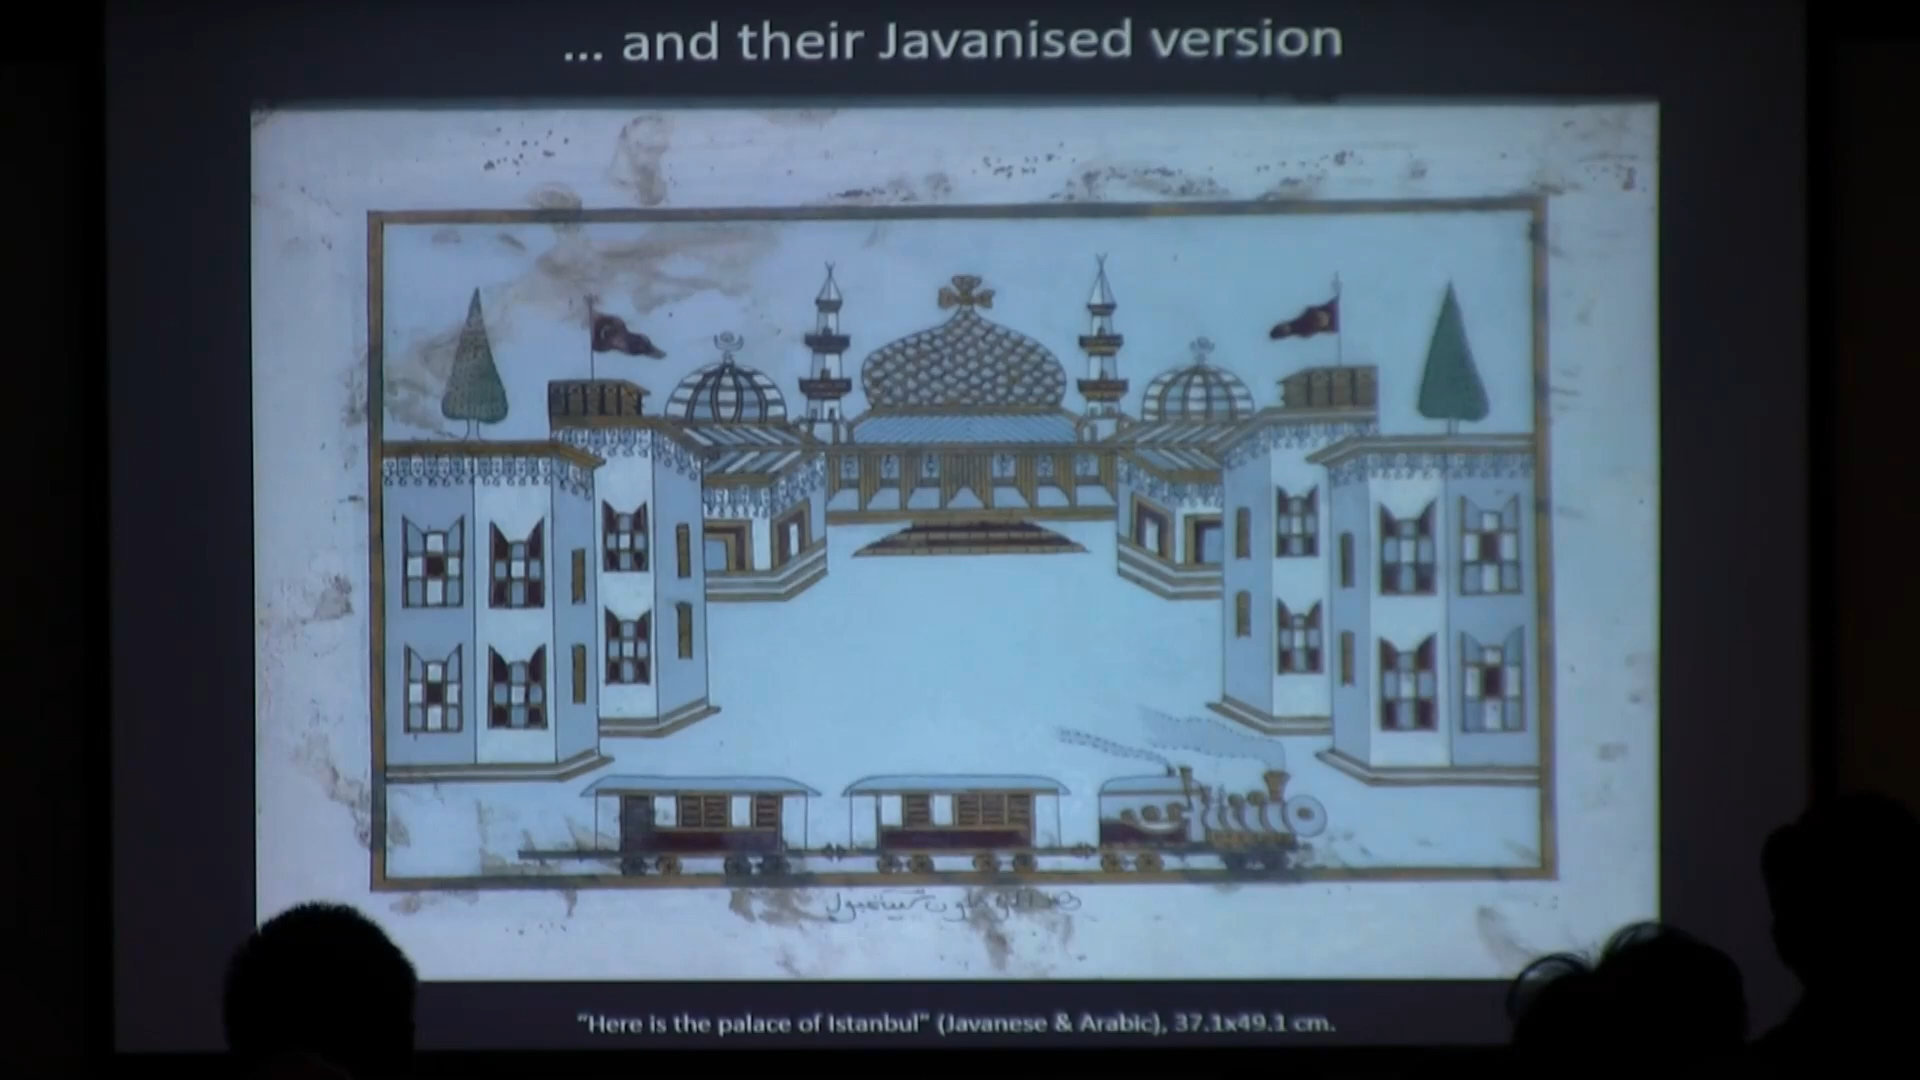 ... and their Javanised version
"Here is the palace of Istanbul" (Javanese & Arabic), 37.1x49.1 cm.